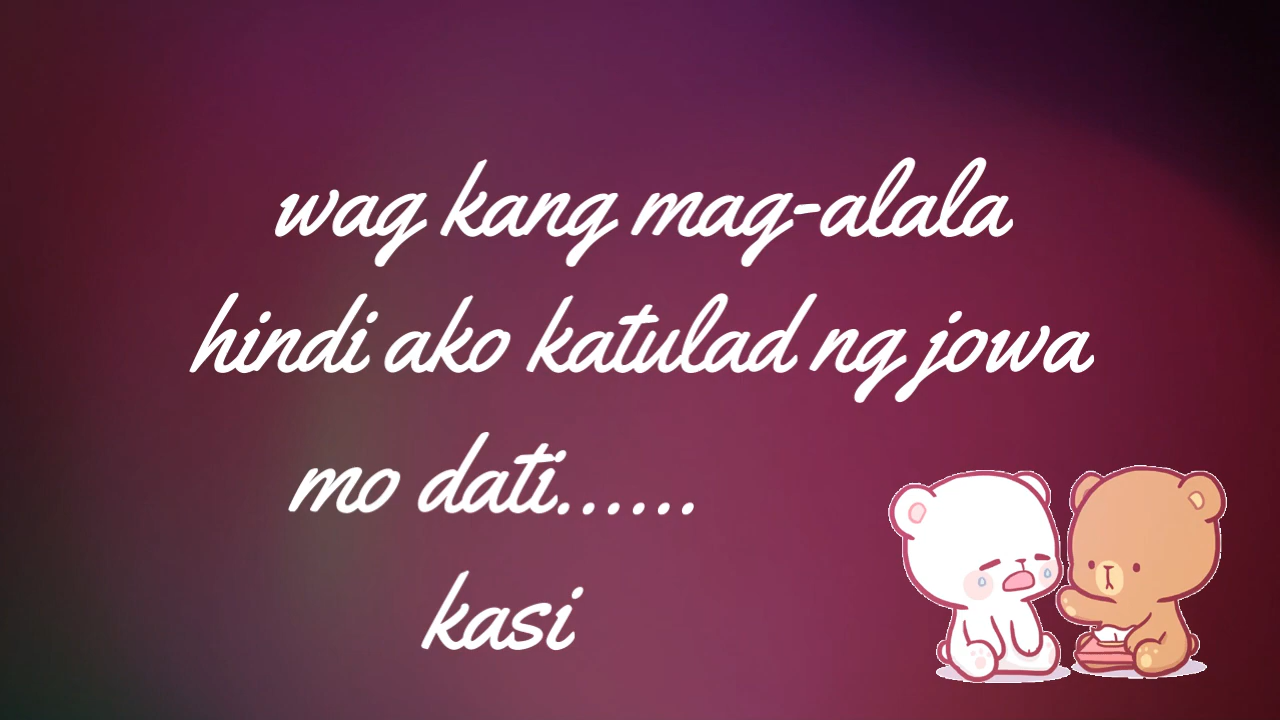 wag kang mag-alala
hindi ako katulad ng jowa
mo dati......
kasi